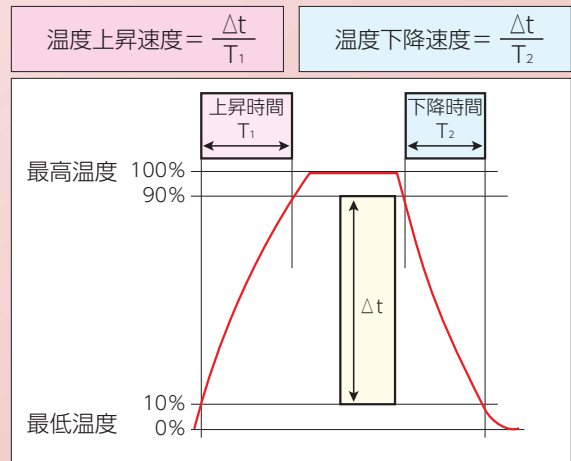 温度上昇速度＝ Δt / T₁
温度下降速度＝ Δt / T₂
上昇時間
T₁
下降時間
T₂
最高温度 100%
90%
Δt
10%
最低温度 0%